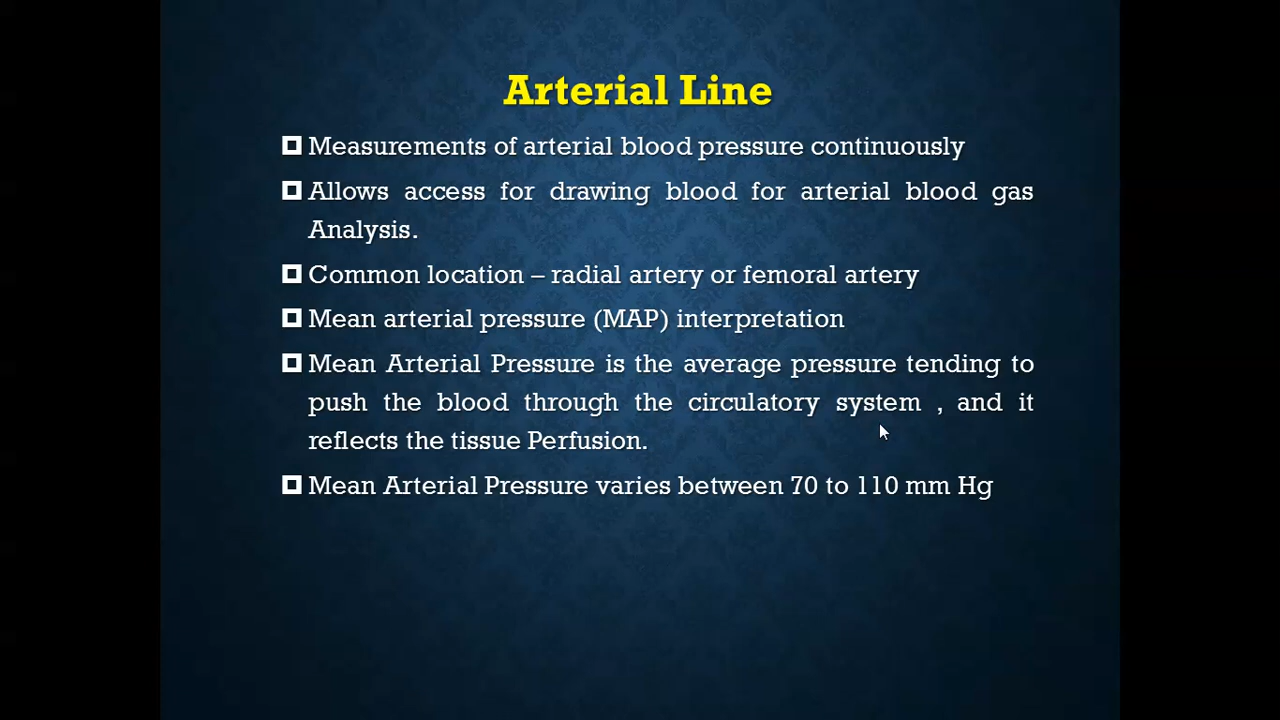 Arterial Line
Measurements of arterial blood pressure continuously
Allows access for drawing blood for arterial blood gas
Analysis.
Common location – radial artery or femoral artery
Mean arterial pressure (MAP) interpretation
Mean Arterial Pressure is the average pressure tending to
push the blood through the circulatory system , and it
reflects the tissue Perfusion.
Mean Arterial Pressure varies between 70 to 110 mm Hg